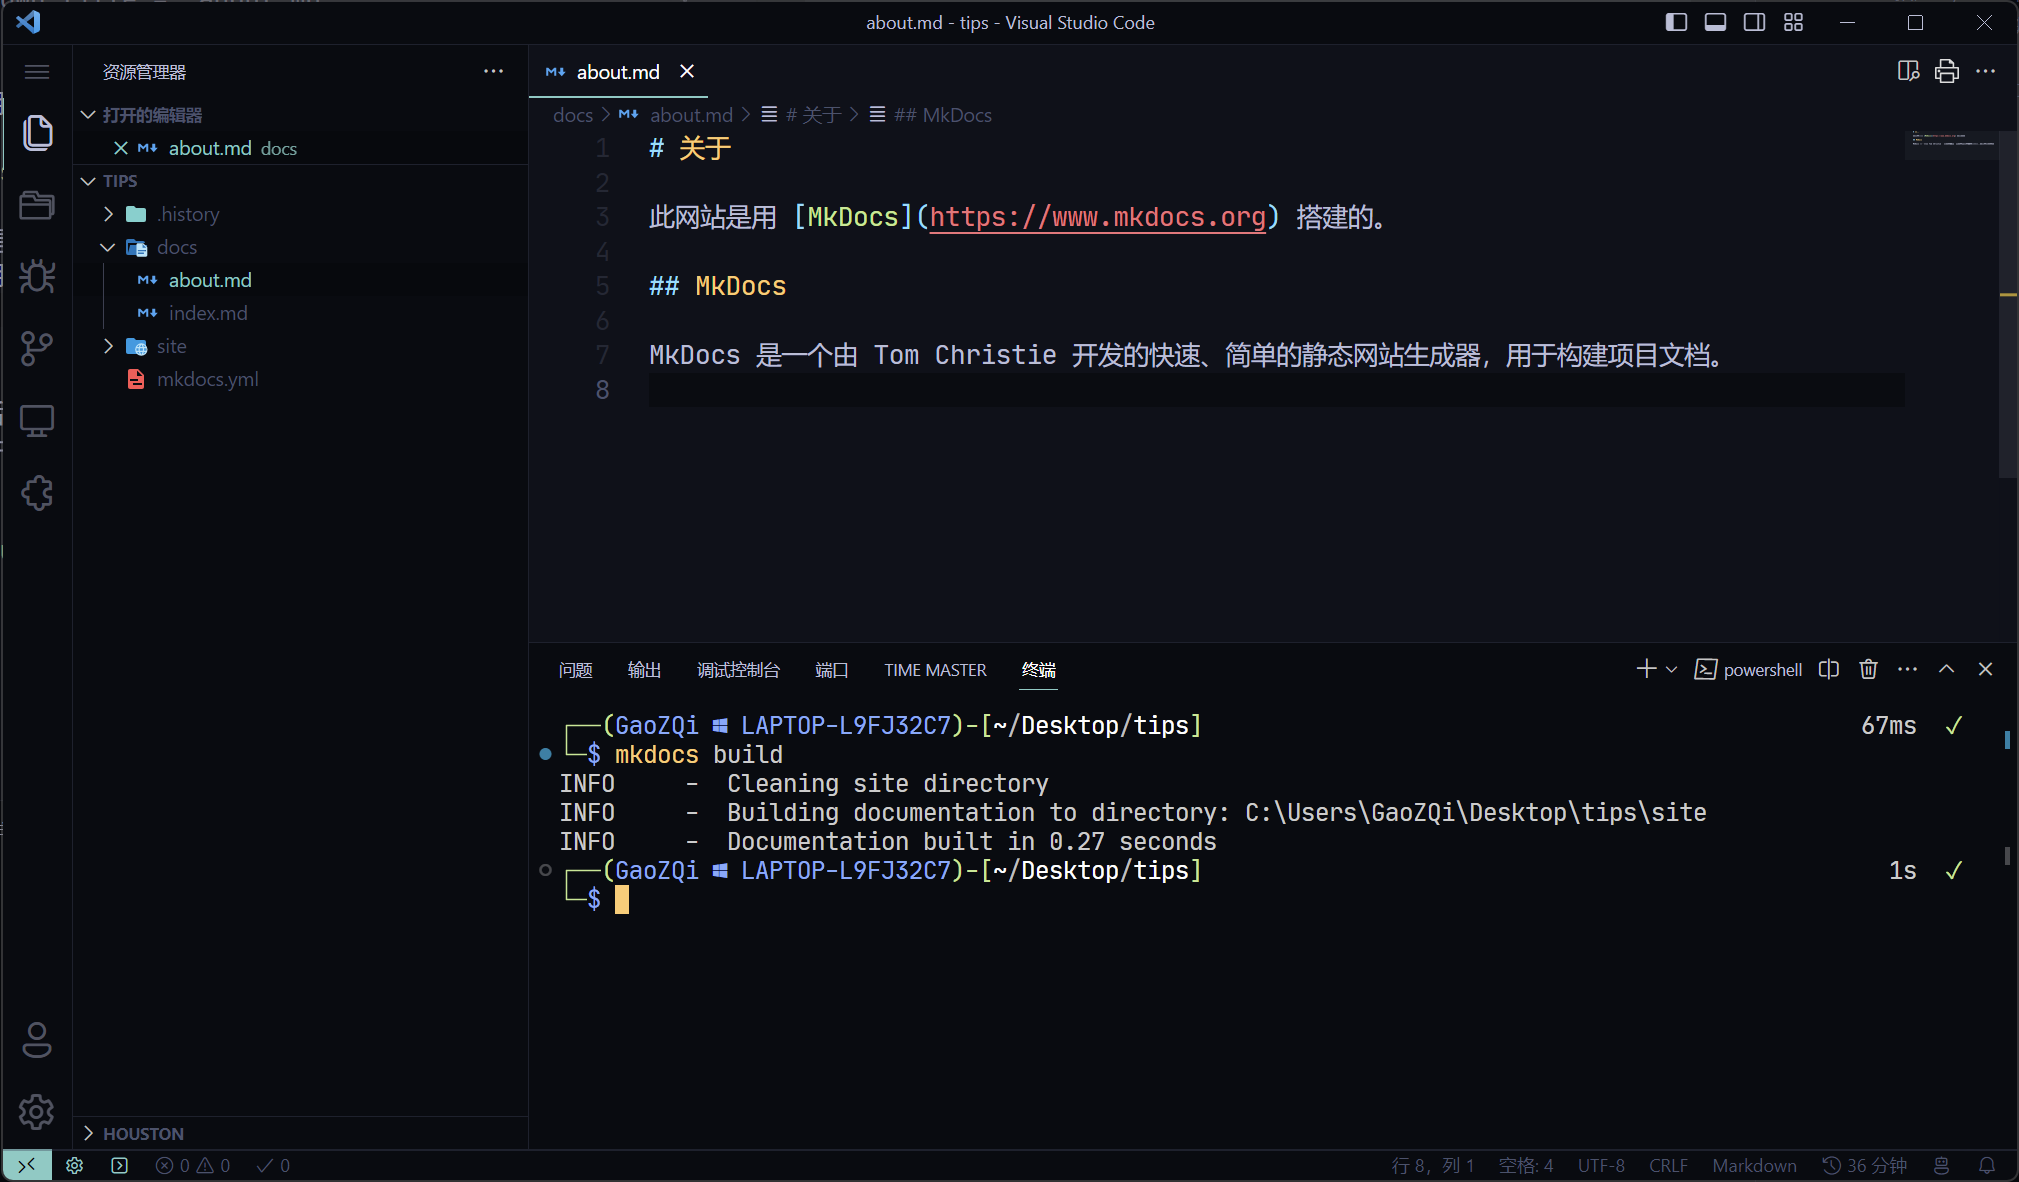 about.md - tips - Visual Studio Code
资源管理器
打开的编辑器
about.md docs
TIPS
.history
docs
about.md
index.md
site
mkdocs.yml
HOUSTON
about.md
docs > about.md > # 关于 > ## MkDocs
1 # 关于
2
3 此网站是用 [MkDocs](https://www.mkdocs.org) 搭建的。
4
5 ## MkDocs
6
7 MkDocs 是一个由 Tom Christie 开发的快速、简单的静态网站生成器，用于构建项目文档。
8
问题 输出 调试控制台 端口 TIME MASTER 终端 powershell
┌──(GaoZQi LAPTOP-L9FJ32C7)-[~/Desktop/tips] 67ms ✓
└─$ mkdocs build
INFO - Cleaning site directory
INFO - Building documentation to directory: C:\Users\GaoZQi\Desktop\tips\site
INFO - Documentation built in 0.27 seconds
┌──(GaoZQi LAPTOP-L9FJ32C7)-[~/Desktop/tips] 1s ✓
└─$
0 0 0 行 8，列 1 空格: 4 UTF-8 CRLF Markdown 36 分钟